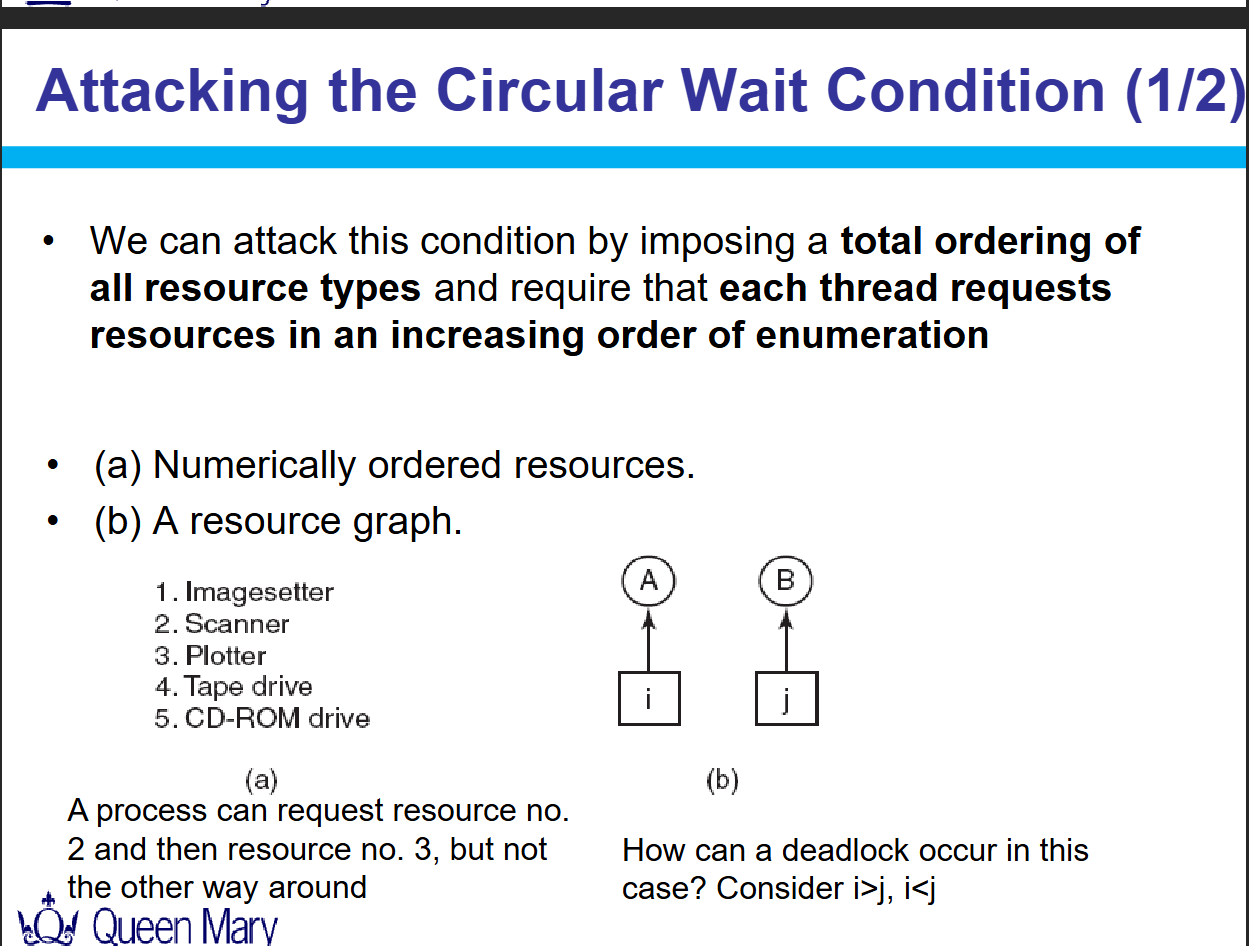 Attacking the Circular Wait Condition (1/2)
• We can attack this condition by imposing a total ordering of
all resource types and require that each thread requests
resources in an increasing order of enumeration
• (a) Numerically ordered resources.
• (b) A resource graph.
1. Imagesetter
2. Scanner
3. Plotter
4. Tape drive
5. CD-ROM drive
(a)
A process can request resource no.
2 and then resource no. 3, but not
the other way around
A B
i j
(b)
How can a deadlock occur in this
case? Consider i>j, i<j
Queen Mary